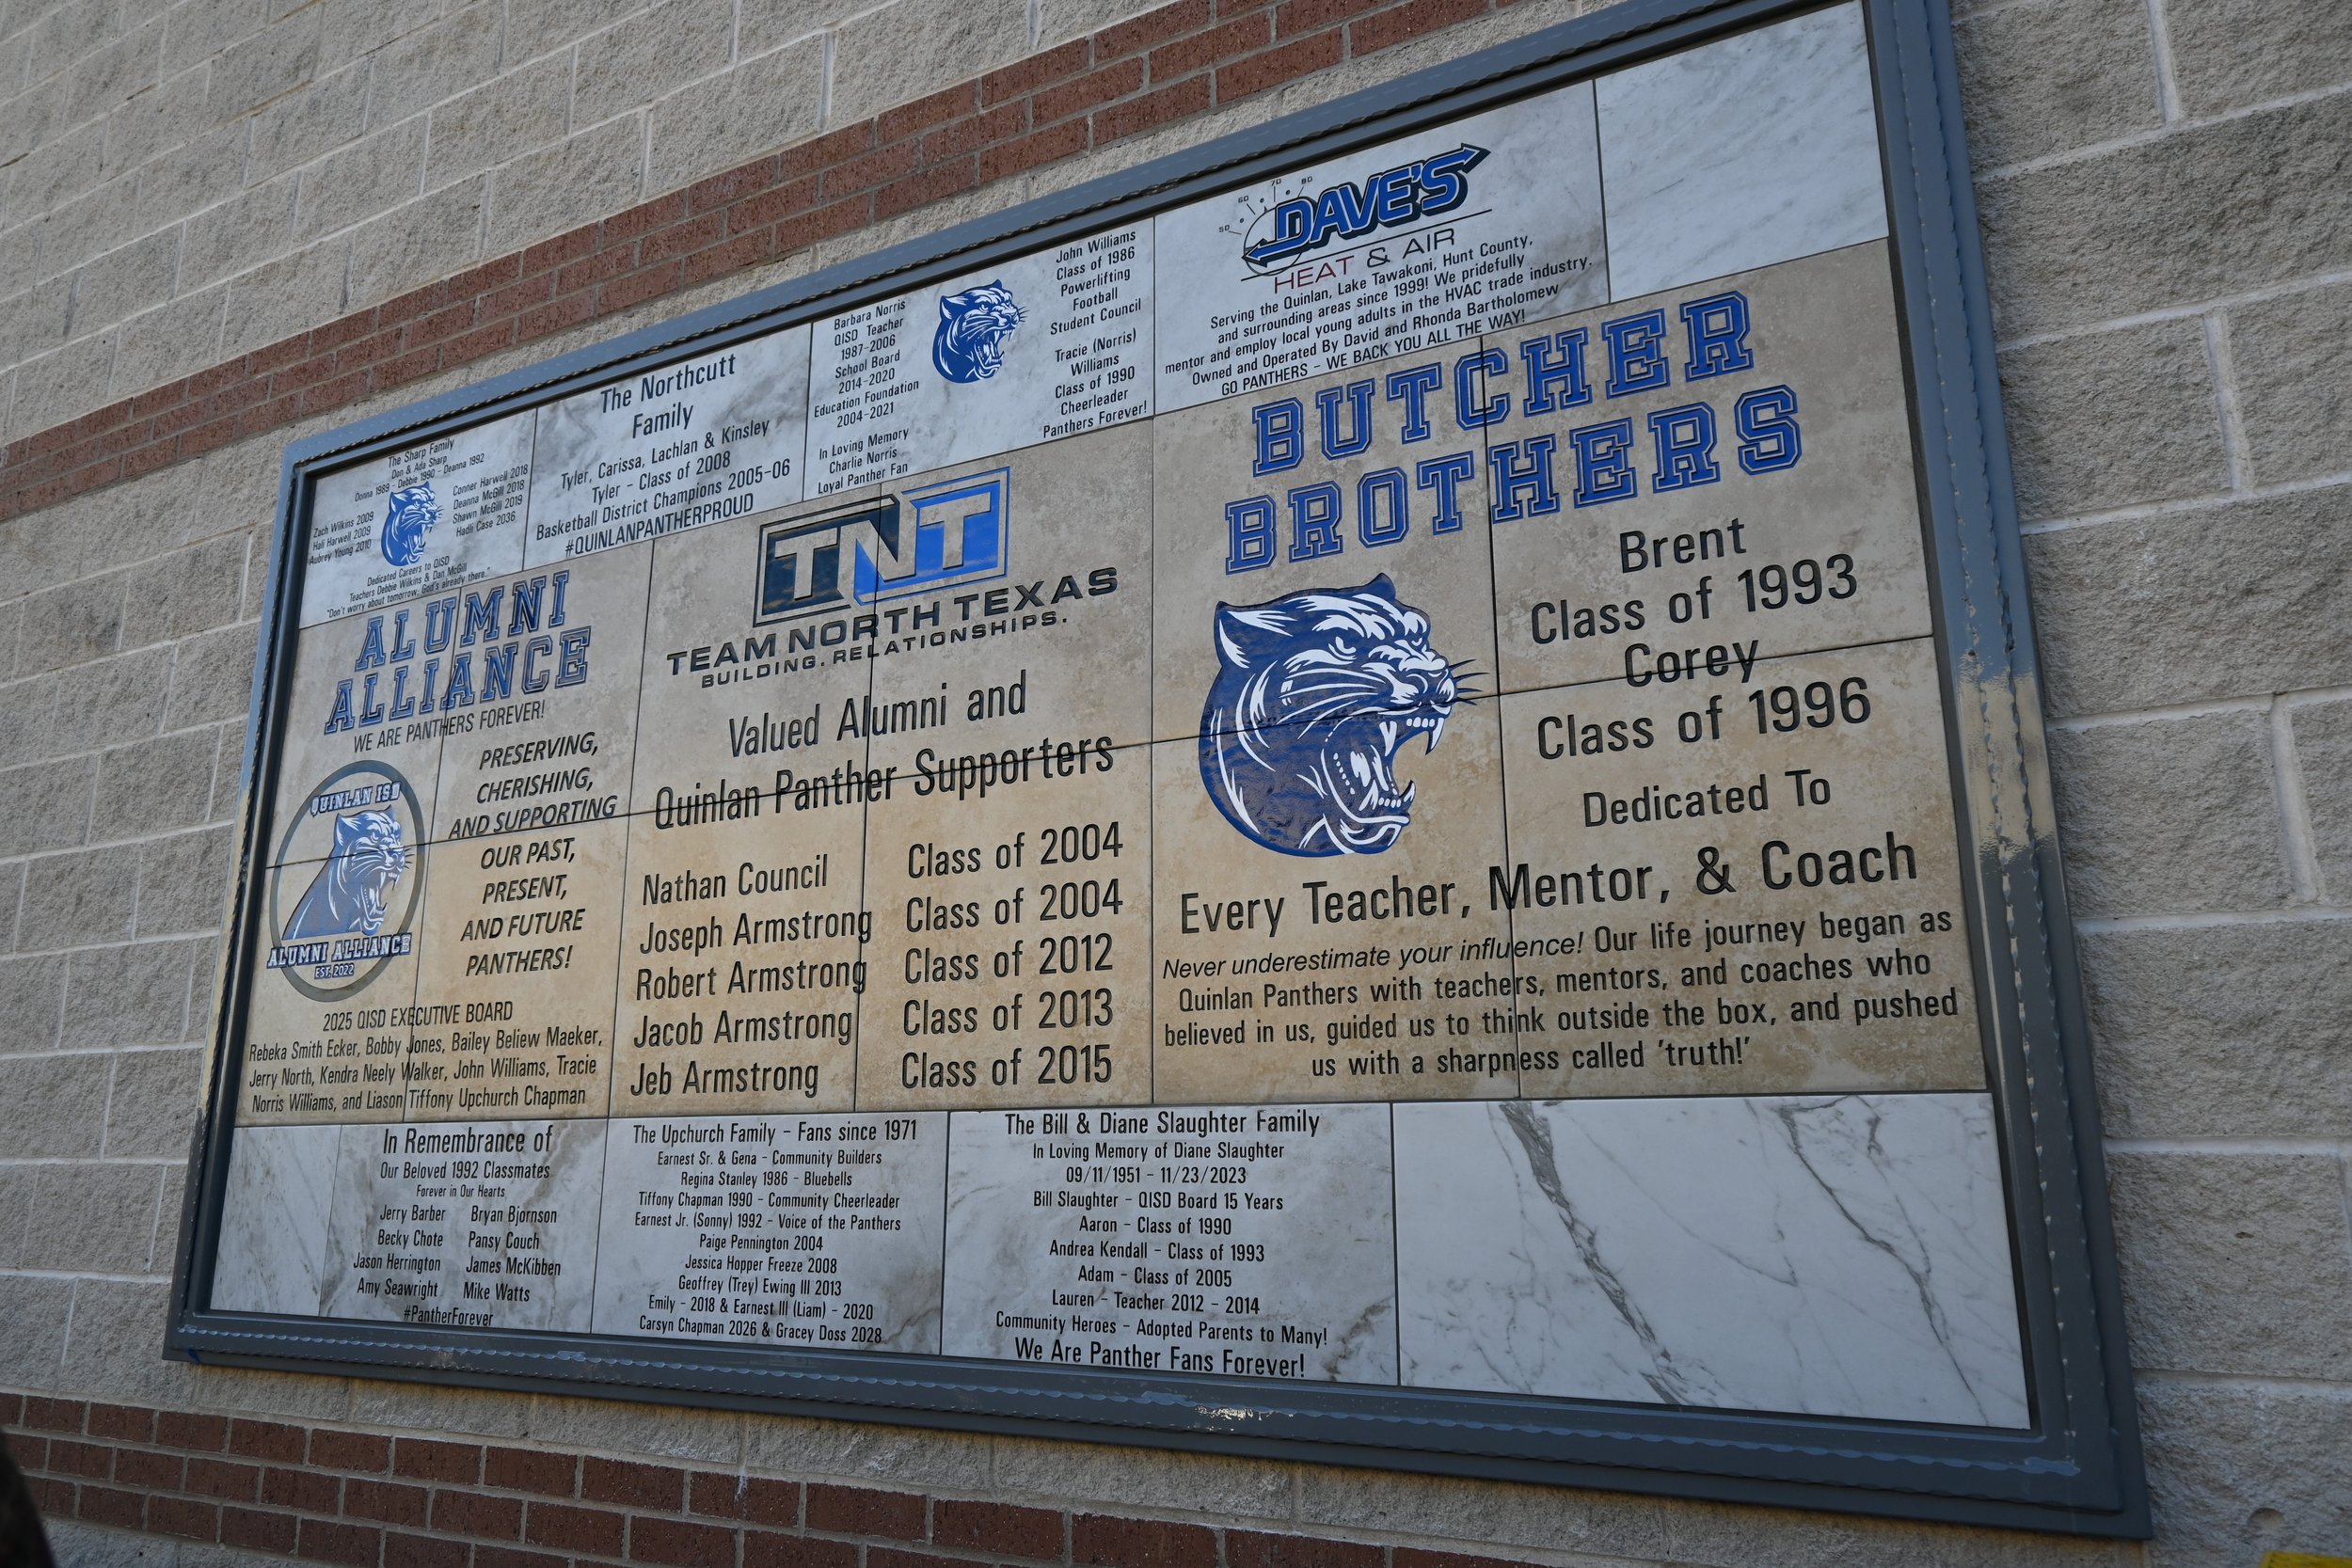 The Sharp Family
Don & Ada Sharp
Donna 1989 - Debbie 1990 - Deanna 1992
Zach Wilkins 2009
Hali Harwell 2009
Aubrey Young 2010
Conner Harwell 2018
Deanna McGill 2018
Shawn McGill 2019
Hadli Case 2036
Dedicated Careers to QISD
Teachers Debbie Wilkins & Dan McGill
"Don't worry about tomorrow; God's already there."
The Northcutt
Family
Tyler, Carissa, Lachlan & Kinsley
Tyler - Class of 2008
Basketball District Champions 2005-06
#QUINLANPANTHERPROUD
Barbara Norris
QISD Teacher
1987-2006
School Board
2014-2020
Education Foundation
2004-2021
In Loving Memory
Charlie Norris
Loyal Panther Fan
John Williams
Class of 1986
Powerlifting
Football
Student Council
Tracie (Norris)
Williams
Class of 1990
Cheerleader
Panthers Forever!
50 60 70 80
DAVE'S
HEAT & AIR
Serving the Quinlan, Lake Tawakoni, Hunt County,
and surrounding areas since 1999! We pridefully
mentor and employ local young adults in the HVAC trade industry.
Owned and Operated By David and Rhonda Bartholomew
GO PANTHERS - WE BACK YOU ALL THE WAY!
ALUMNI
ALLIANCE
WE ARE PANTHERS FOREVER!
QUINLAN ISD
ALUMNI ALLIANCE
EST. 2022
PRESERVING,
CHERISHING,
AND SUPPORTING
OUR PAST,
PRESENT,
AND FUTURE
PANTHERS!
2025 QISD EXECUTIVE BOARD
Rebeka Smith Ecker, Bobby Jones, Bailey Beliew Maeker,
Jerry North, Kendra Neely Walker, John Williams, Tracie
Norris Williams, and Liason Tiffony Upchurch Chapman
TNT
TEAM NORTH TEXAS
BUILDING. RELATIONSHIPS.
Valued Alumni and
Quinlan Panther Supporters
Nathan Council Class of 2004
Joseph Armstrong Class of 2004
Robert Armstrong Class of 2012
Jacob Armstrong Class of 2013
Jeb Armstrong Class of 2015
BUTCHER
BROTHERS
Brent
Class of 1993
Corey
Class of 1996
Dedicated To
Every Teacher, Mentor, & Coach
Never underestimate your influence! Our life journey began as
Quinlan Panthers with teachers, mentors, and coaches who
believed in us, guided us to think outside the box, and pushed
us with a sharpness called 'truth!'
In Remembrance of
Our Beloved 1992 Classmates
Forever in Our Hearts
Jerry Barber Bryan Bjornson
Becky Chote Pansy Couch
Jason Herrington James McKibben
Amy Seawright Mike Watts
#PantherForever
The Upchurch Family - Fans since 1971
Earnest Sr. & Gena - Community Builders
Regina Stanley 1986 - Bluebells
Tiffony Chapman 1990 - Community Cheerleader
Earnest Jr. (Sonny) 1992 - Voice of the Panthers
Paige Pennington 2004
Jessica Hopper Freeze 2008
Geoffrey (Trey) Ewing III 2013
Emily - 2018 & Earnest III (Liam) - 2020
Carsyn Chapman 2026 & Gracey Doss 2028
The Bill & Diane Slaughter Family
In Loving Memory of Diane Slaughter
09/11/1951 - 11/23/2023
Bill Slaughter - QISD Board 15 Years
Aaron - Class of 1990
Andrea Kendall - Class of 1993
Adam - Class of 2005
Lauren - Teacher 2012 - 2014
Community Heroes - Adopted Parents to Many!
We Are Panther Fans Forever!